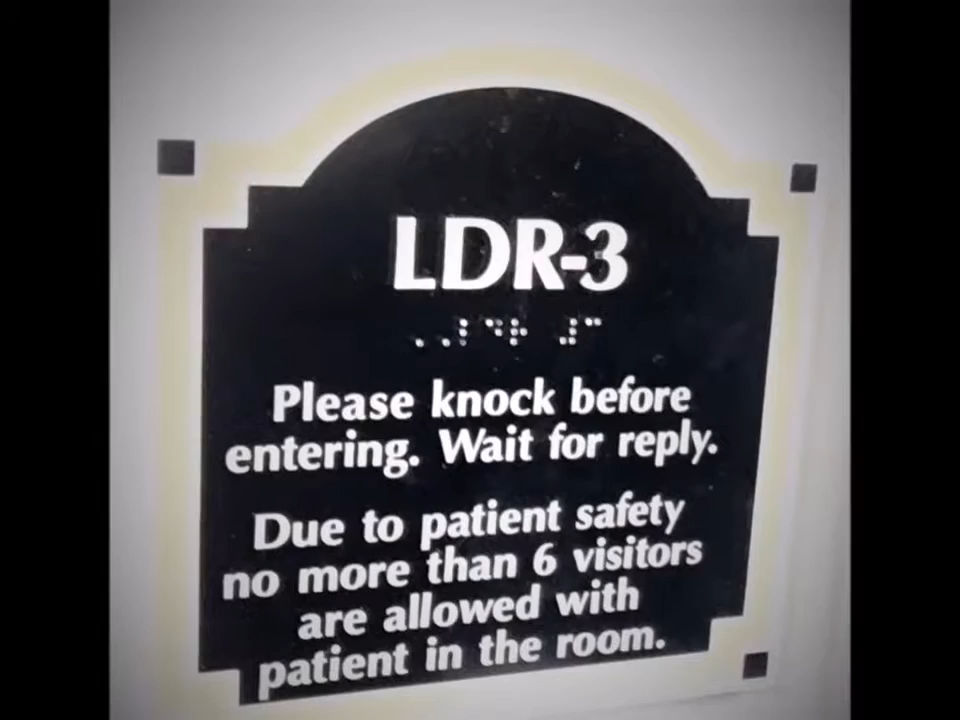 LDR-3
⠠⠠⠇⠙⠗ ⠼⠉
Please knock before
entering. Wait for reply.
Due to patient safety
no more than 6 visitors
are allowed with
patient in the room.